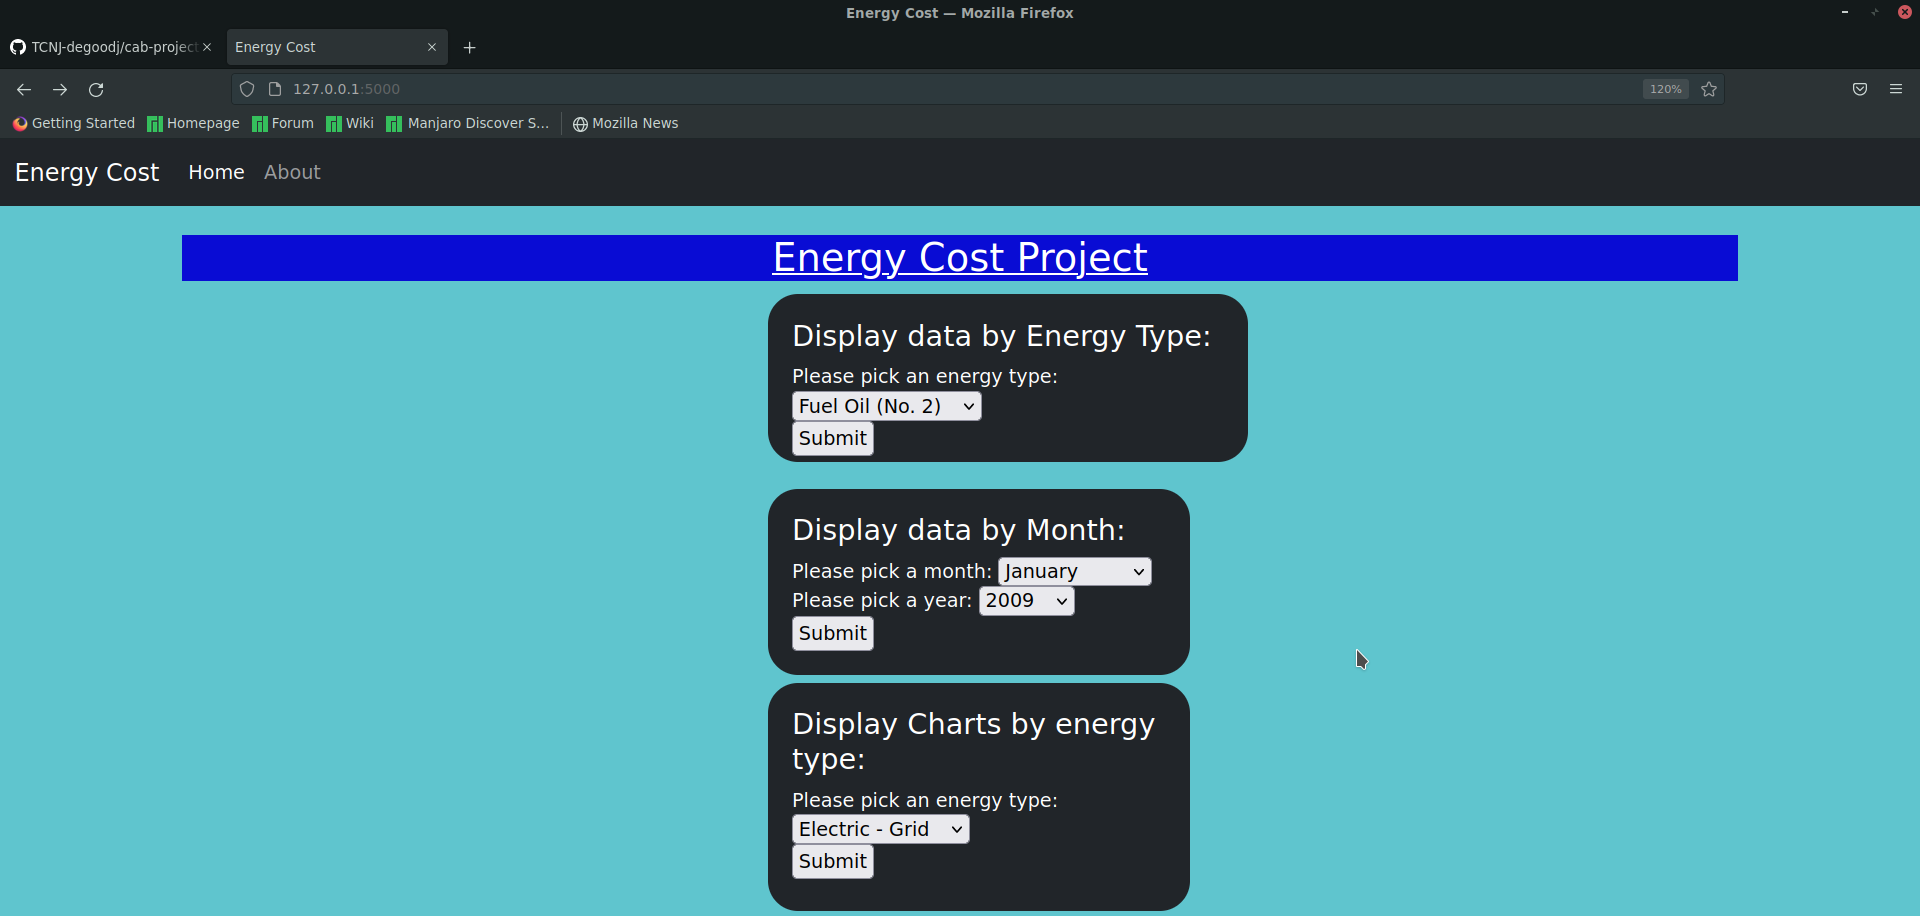 Energy Cost — Mozilla Firefox
TCNJ-degoodj/cab-project
Energy Cost
127.0.0.1:5000
120%
Getting Started Homepage Forum Wiki Manjaro Discover S... Mozilla News
Energy Cost Home About
Energy Cost Project
Display data by Energy Type:
Please pick an energy type:
Fuel Oil (No. 2)
Submit
Display data by Month:
Please pick a month: January
Please pick a year: 2009
Submit
Display Charts by energy
type:
Please pick an energy type:
Electric - Grid
Submit